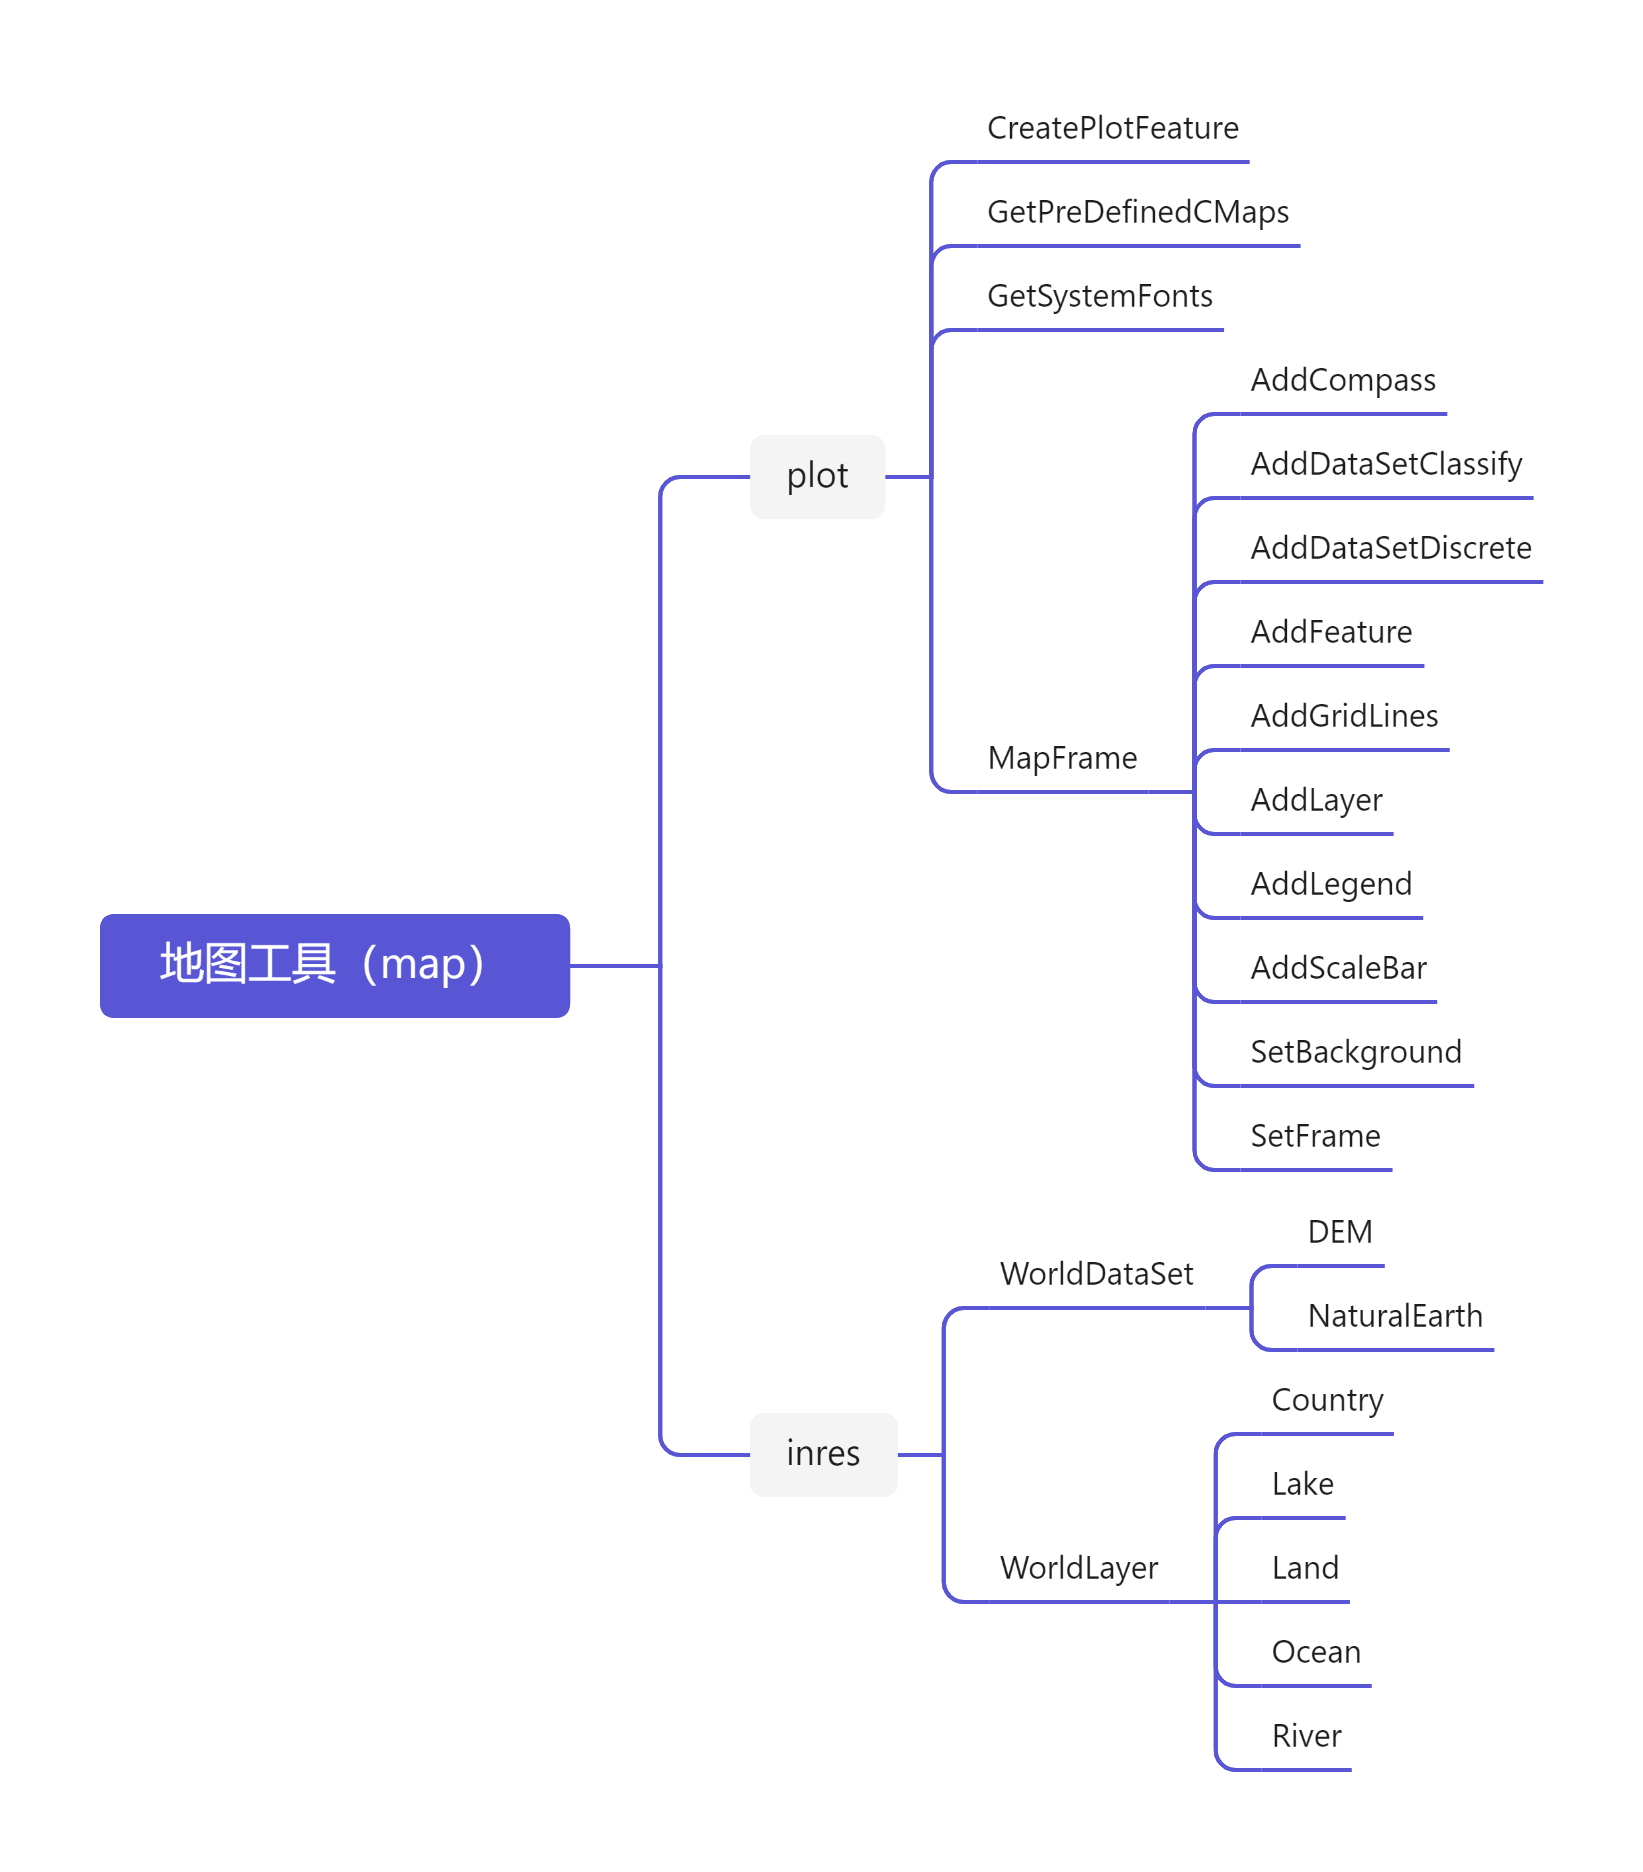 地图工具（map）
plot
CreatePlotFeature
GetPreDefinedCMaps
GetSystemFonts
MapFrame
AddCompass
AddDataSetClassify
AddDataSetDiscrete
AddFeature
AddGridLines
AddLayer
AddLegend
AddScaleBar
SetBackground
SetFrame
inres
WorldDataSet
DEM
NaturalEarth
WorldLayer
Country
Lake
Land
Ocean
River